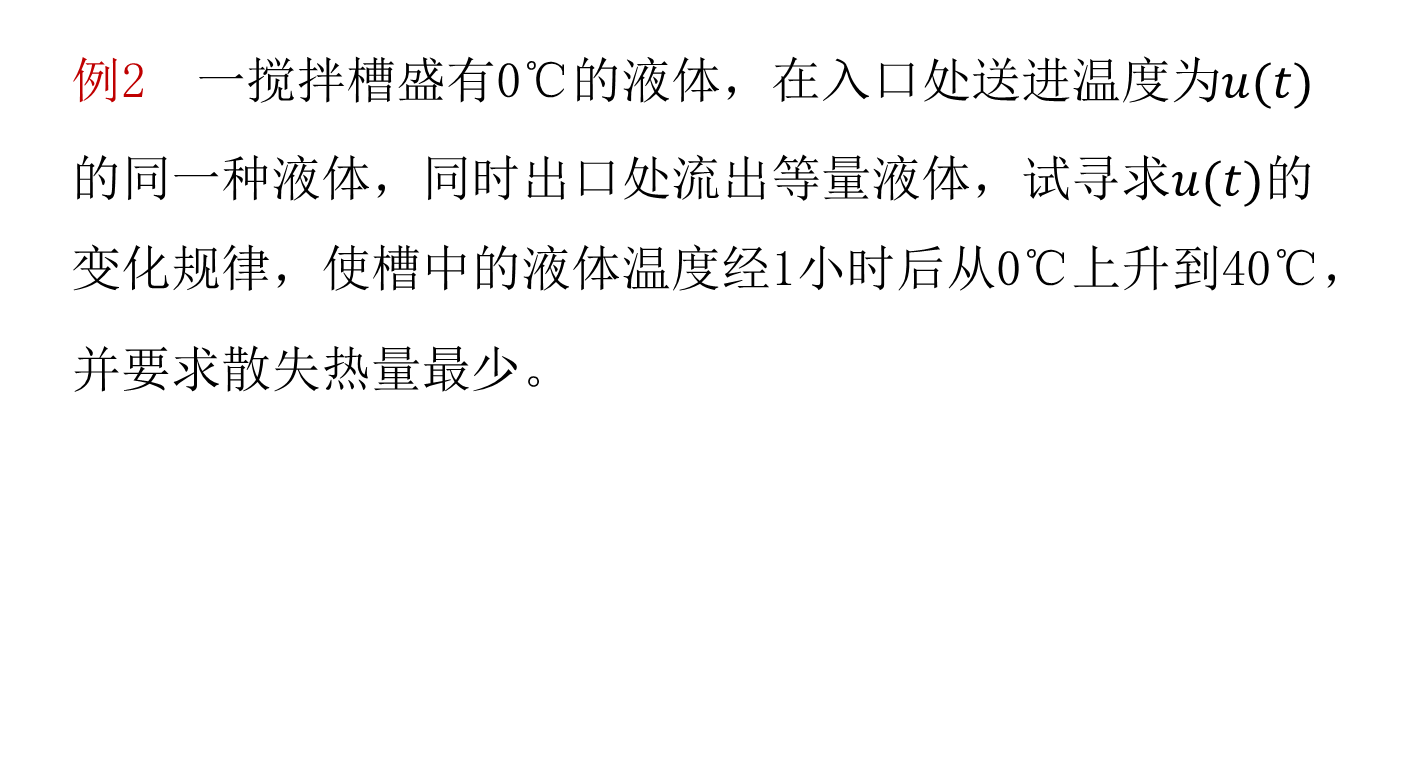 例2 一搅拌槽盛有0℃的液体，在入口处送进温度为u(t)
的同一种液体，同时出口处流出等量液体，试寻求u(t)的
变化规律，使槽中的液体温度经1小时后从0℃上升到40℃，
并要求散失热量最少。